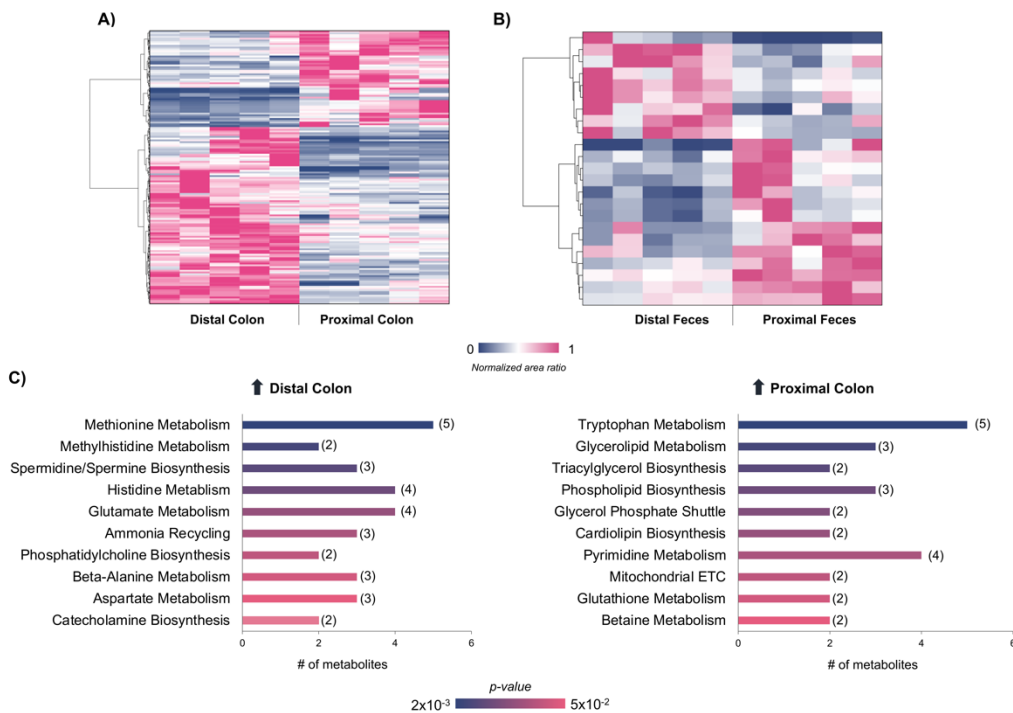 A)
B)
Distal Colon
Proximal Colon
Distal Feces
Proximal Feces
0
1
Normalized area ratio
C)
Distal Colon
Methionine Metabolism
(5)
Methylhistidine Metabolism
(2)
Spermidine/Spermine Biosynthesis
(3)
Histidine Metablism
(4)
Glutamate Metabolism
(4)
Ammonia Recycling
(3)
Phosphatidylcholine Biosynthesis
(2)
Beta-Alanine Metabolism
(3)
Aspartate Metabolism
(3)
Catecholamine Biosynthesis
(2)
0 2 4 6
# of metabolites
Proximal Colon
Tryptophan Metabolism
(5)
Glycerolipid Metabolism
(3)
Triacylglycerol Biosynthesis
(2)
Phospholipid Biosynthesis
(3)
Glycerol Phosphate Shuttle
(2)
Cardiolipin Biosynthesis
(2)
Pyrimidine Metabolism
(4)
Mitochondrial ETC
(2)
Glutathione Metabolism
(2)
Betaine Metabolism
(2)
0 2 4 6
# of metabolites
p-value
2x10⁻³
5x10⁻²